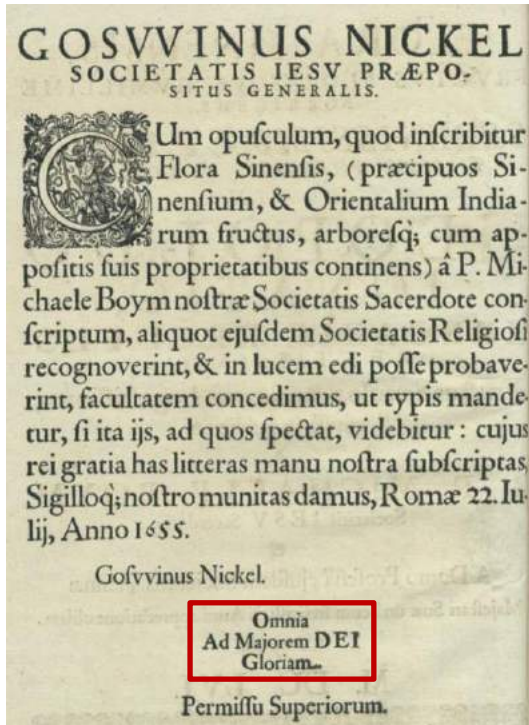 GOSVVINUS NICKEL
SOCIETATIS IESV PRÆPO-
SITUS GENERALIS.
CUm opuſculum, quod inſcribitur
Flora Sinenſis, (præcipuos Si-
nenſium, & Orientalium India-
rum fructus, arboreſq; cum ap-
poſitis ſuis proprietatibus continens) â P. Mi-
chaele Boym noſtræ Societatis Sacerdote con-
ſcriptum, aliquot ejuſdem Societatis Religioſi
recognoverint, & in lucem edi poſſe probave-
rint, facultatem concedimus, ut typis mande-
tur, ſi ita ijs, ad quos ſpectat, videbitur: cujus
rei gratia has litteras manu noſtra ſubſcriptas,
Sigilloq; noſtro munitas damus, Romæ 22. Iu-
lij, Anno 1655.
Goſvvinus Nickel.
Omnia
Ad Majorem DEI
Gloriam.
Permiſſu Superiorum.